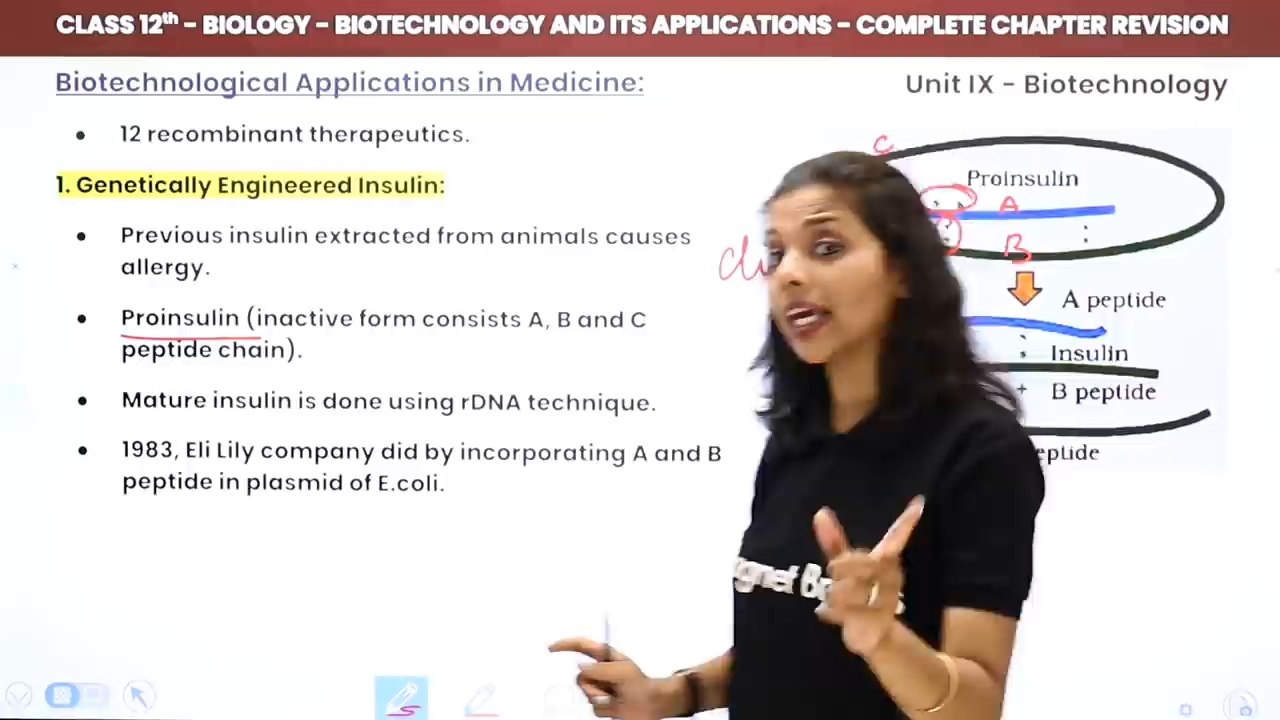 CLASS 12th – BIOLOGY – BIOTECHNOLOGY AND ITS APPLICATIONS – COMPLETE CHAPTER REVISION
Biotechnological Applications in Medicine:
Unit IX – Biotechnology
• 12 recombinant therapeutics.
1. Genetically Engineered Insulin:
• Previous insulin extracted from animals causes
allergy.
• Proinsulin (inactive form consists A, B and C
peptide chain).
• Mature insulin is done using rDNA technique.
• 1983, Eli Lily company did by incorporating A and B
peptide in plasmid of E.coli.
C
Proinsulin
A
B
A peptide
Insulin
+ B peptide